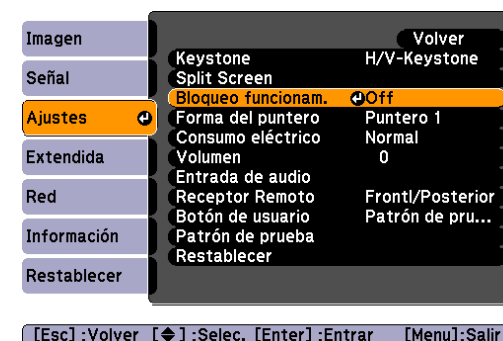 Imagen
Señal
Ajustes
Extendida
Red
Información
Restablecer
Volver
Keystone H/V-Keystone
Split Screen
Bloqueo funcionam. Off
Forma del puntero Puntero 1
Consumo eléctrico Normal
Volumen 0
Entrada de audio
Receptor Remoto Frontl/Posterior
Botón de usuario Patrón de pru...
Patrón de prueba
Restablecer
[Esc] :Volver [◆] :Selec. [Enter] :Entrar [Menu]:Salir